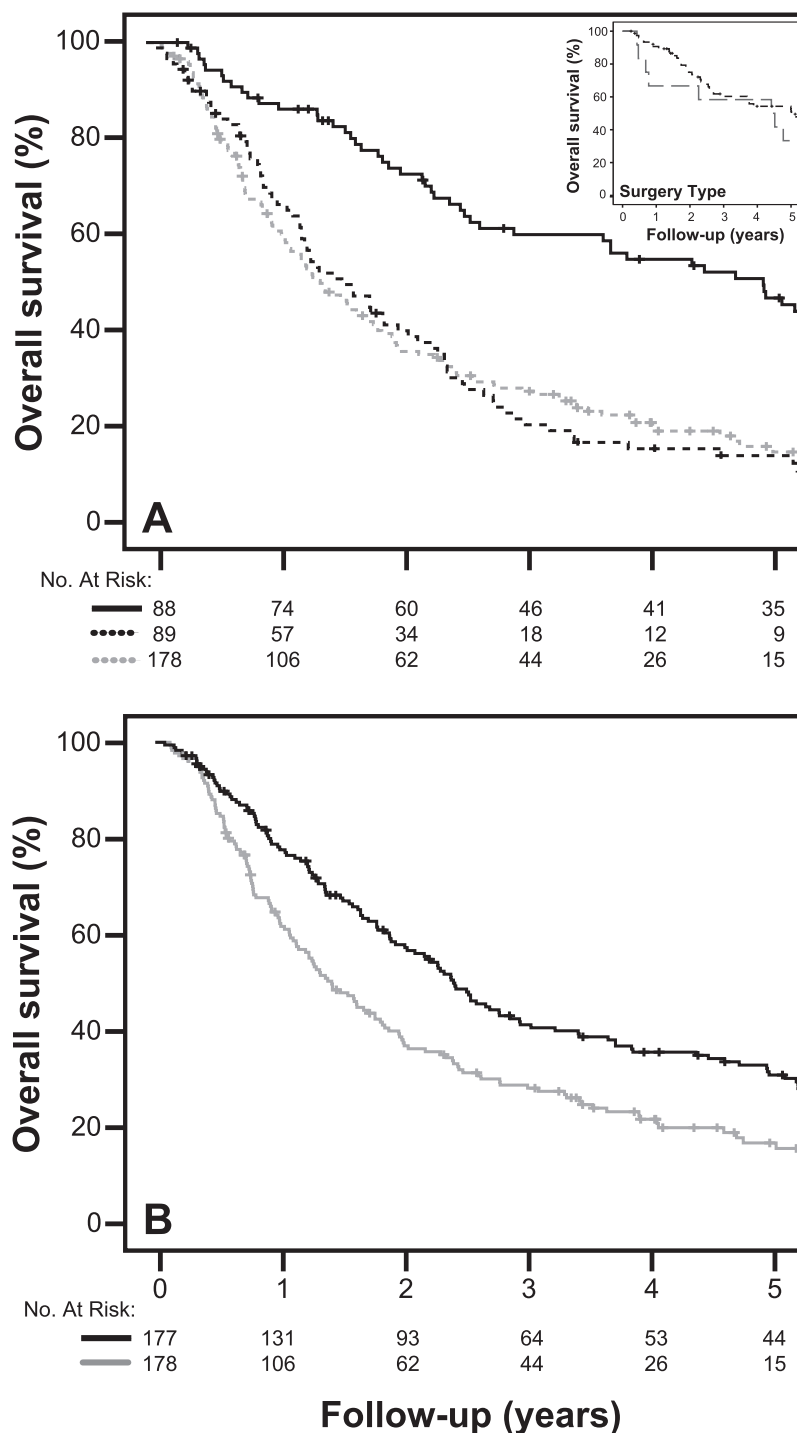 Overall survival (%)
100
80
60
40
20
0
A
Overall survival (%)
100
80
60
40
20
0
Surgery Type
0 1 2 3 4 5
Follow-up (years)
No. At Risk:
88 74 60 46 41 35
89 57 34 18 12 9
178 106 62 44 26 15
Overall survival (%)
100
80
60
40
20
0
B
0 1 2 3 4 5
No. At Risk:
177 131 93 64 53 44
178 106 62 44 26 15
Follow-up (years)